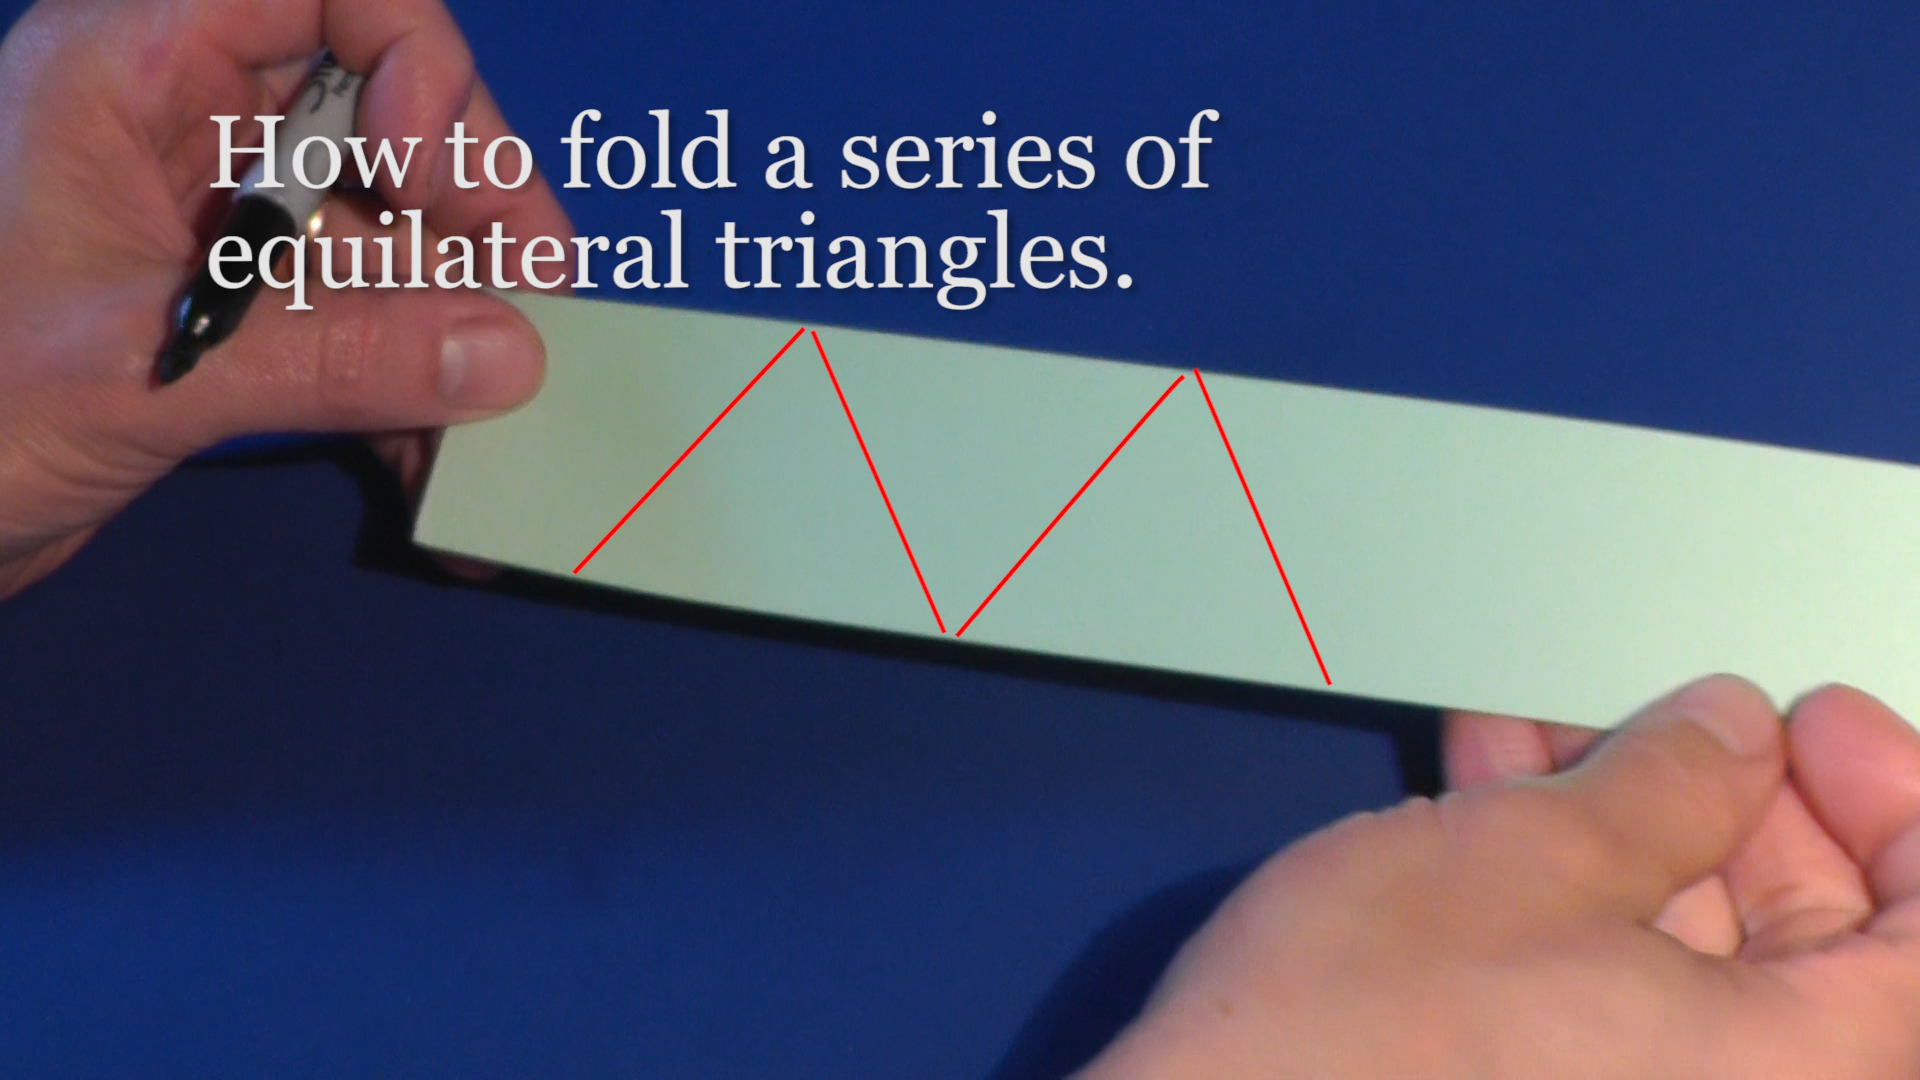 How to fold a series of
equilateral triangles.